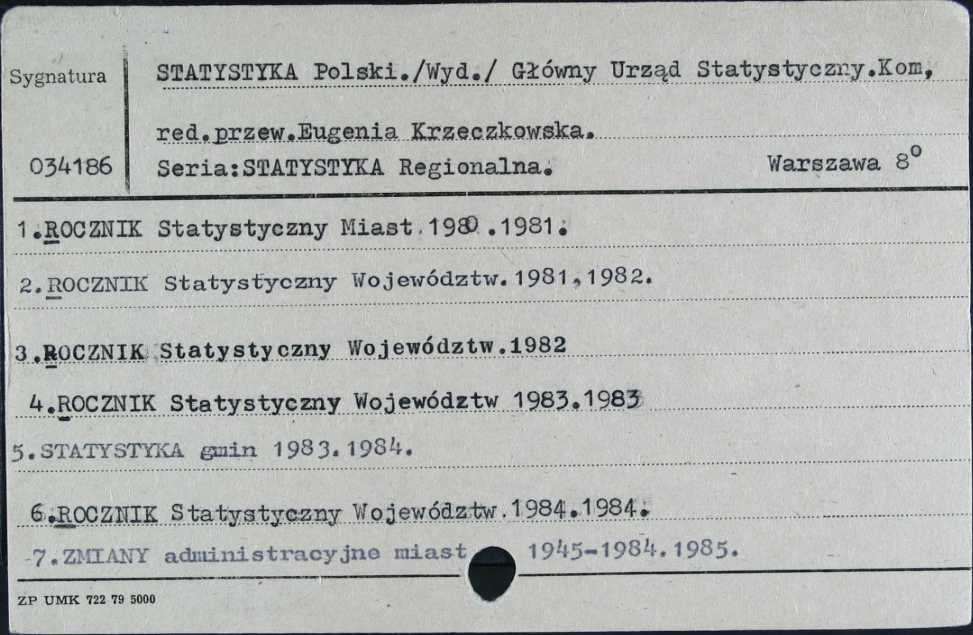 Sygnatura
STATYSTYKA Polski./Wyd./ Główny Urząd Statystyczny.Kom,
red.przew.Eugenia Krzeczkowska.
034186
Seria:STATYSTYKA Regionalna. Warszawa 8°
1.ROCZNIK Statystyczny Miast.1980.1981.
2.ROCZNIK Statystyczny Województw.1981,1982.
3.ROCZNIK Statystyczny Województw.1982
4.ROCZNIK Statystyczny Województw 1983.1983
5.STATYSTYKA gmin 1983.1984.
6.ROCZNIK Statystyczny Województw.1984.1984.
7.ZMIANY administracyjne miast 1945-1984.1985.
ZP UMK 722 79 5000